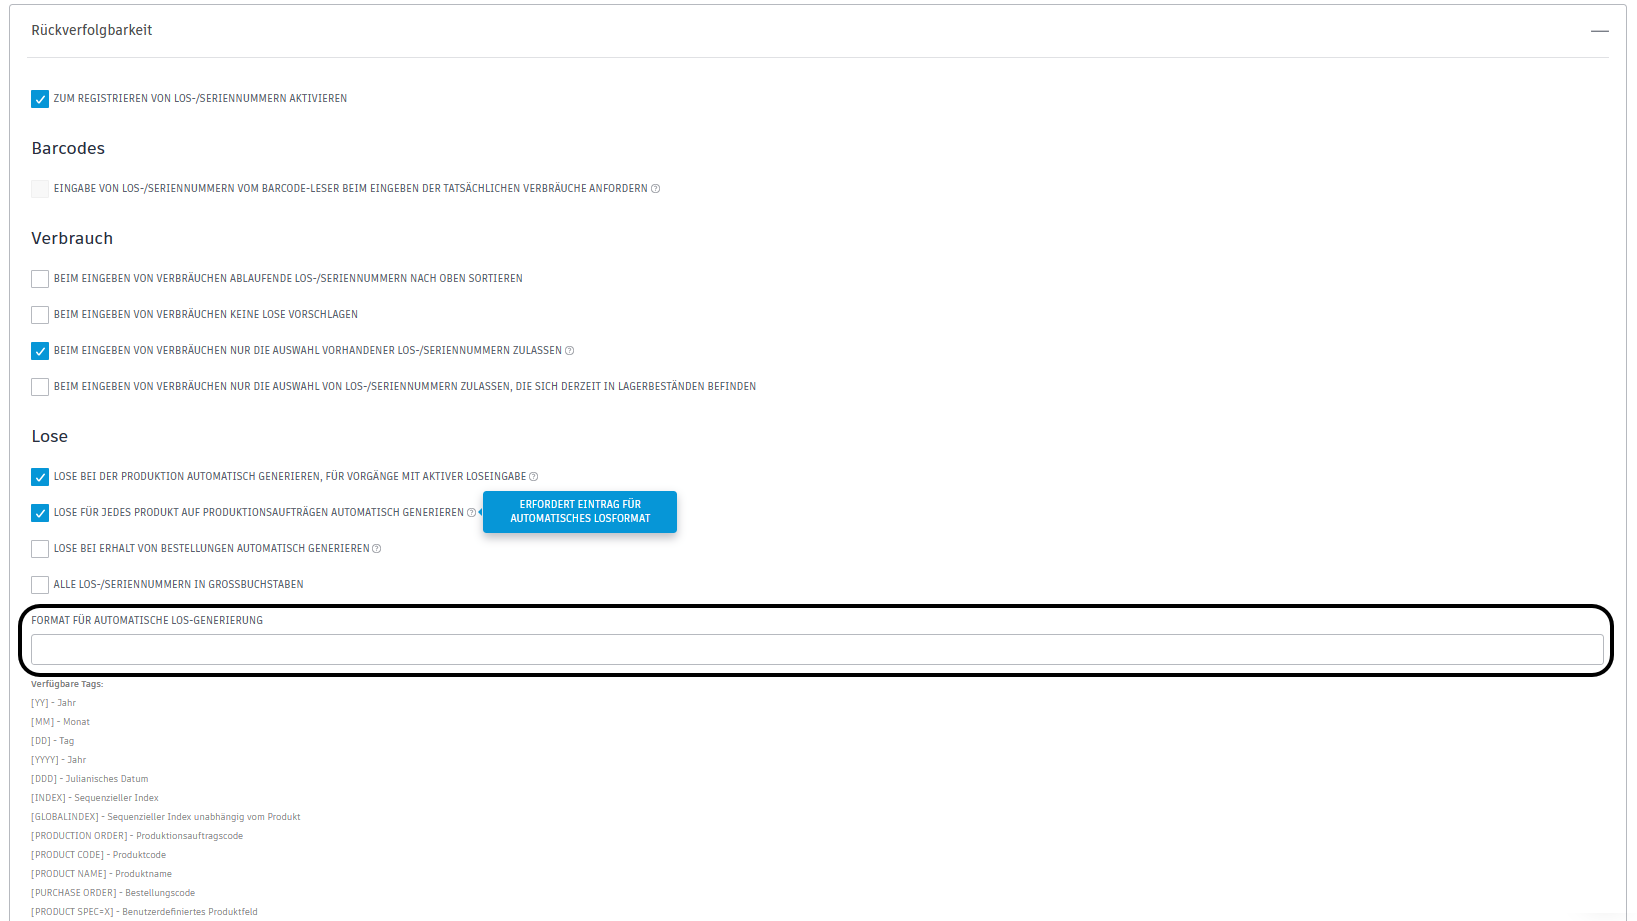 Rückverfolgbarkeit
ZUM REGISTRIEREN VON LOS-/SERIENNUMMERN AKTIVIEREN
Barcodes
EINGABE VON LOS-/SERIENNUMMERN VOM BARCODE-LESER BEIM EINGEBEN DER TATSÄCHLICHEN VERBRÄUCHE ANFORDERN
Verbrauch
BEIM EINGEBEN VON VERBRÄUCHEN ABLAUFENDE LOS-/SERIENNUMMERN NACH OBEN SORTIEREN
BEIM EINGEBEN VON VERBRÄUCHEN KEINE LOSE VORSCHLAGEN
BEIM EINGEBEN VON VERBRÄUCHEN NUR DIE AUSWAHL VORHANDENER LOS-/SERIENNUMMERN ZULASSEN
BEIM EINGEBEN VON VERBRÄUCHEN NUR DIE AUSWAHL VON LOS-/SERIENNUMMERN ZULASSEN, DIE SICH DERZEIT IN LAGERBESTÄNDEN BEFINDEN
Lose
LOSE BEI DER PRODUKTION AUTOMATISCH GENERIEREN, FÜR VORGÄNGE MIT AKTIVER LOSEINGABE
LOSE FÜR JEDES PRODUKT AUF PRODUKTIONSAUFTRÄGEN AUTOMATISCH GENERIEREN
ERFORDERT EINTRAG FÜR
AUTOMATISCHES LOSFORMAT
LOSE BEI ERHALT VON BESTELLUNGEN AUTOMATISCH GENERIEREN
ALLE LOS-/SERIENNUMMERN IN GROSSBUCHSTABEN
FORMAT FÜR AUTOMATISCHE LOS-GENERIERUNG
Verfügbare Tags:
[YY] - Jahr
[MM] - Monat
[DD] - Tag
[YYYY] - Jahr
[DDD] - Julianisches Datum
[INDEX] - Sequenzieller Index
[GLOBALINDEX] - Sequenzieller Index unabhängig vom Produkt
[PRODUCTION ORDER] - Produktionsauftragscode
[PRODUCT CODE] - Produktcode
[PRODUCT NAME] - Produktname
[PURCHASE ORDER] - Bestellungscode
[PRODUCT SPEC=X] - Benutzerdefiniertes Produktfeld